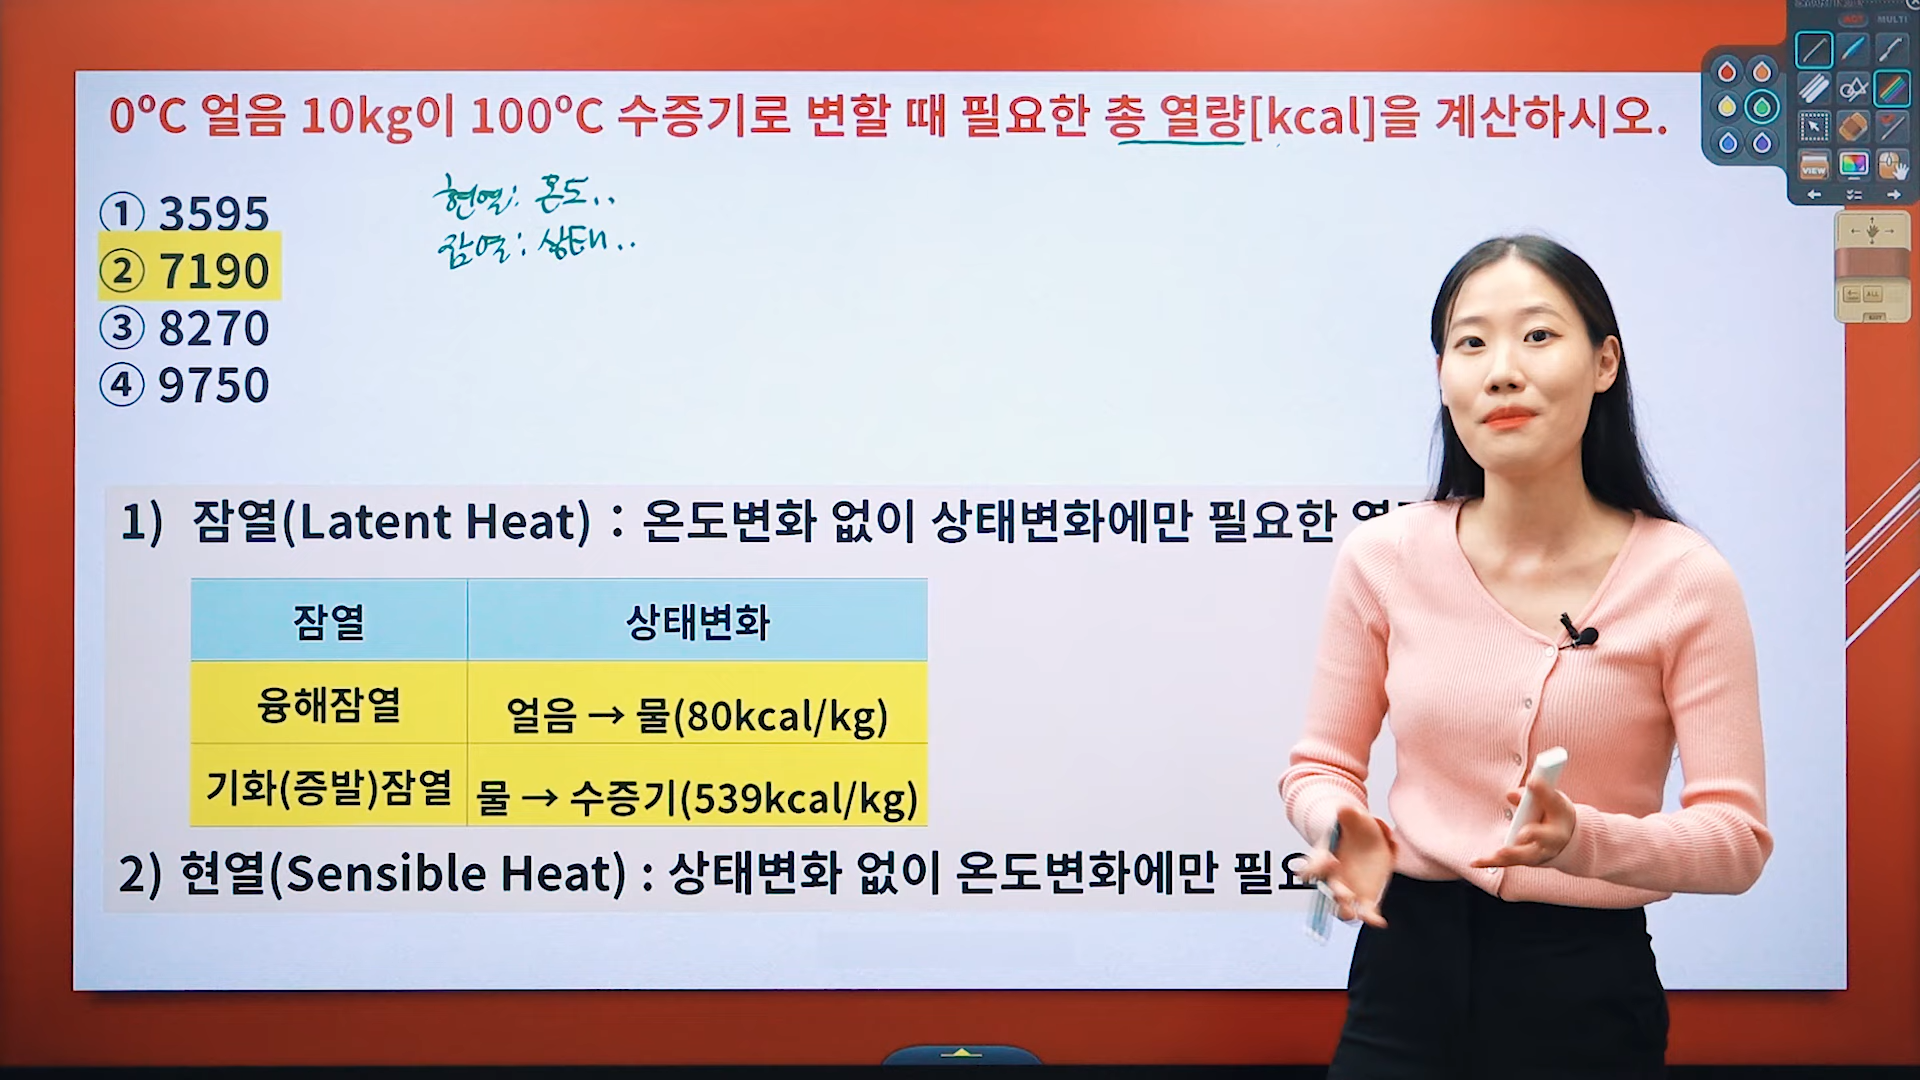 0℃ 얼음 10kg이 100℃ 수증기로 변할 때 필요한 총 열량[kcal]을 계산하시오.
① 3595
② 7190
③ 8270
④ 9750
현열: 온도..
잠열: 상태..
1) 잠열(Latent Heat) : 온도변화 없이 상태변화에만 필요한
잠열 상태변화
융해잠열 얼음 → 물(80kcal/kg)
기화(증발)잠열 물 → 수증기(539kcal/kg)
2) 현열(Sensible Heat) : 상태변화 없이 온도변화에만 필요
MULTI
VIEW
ALL